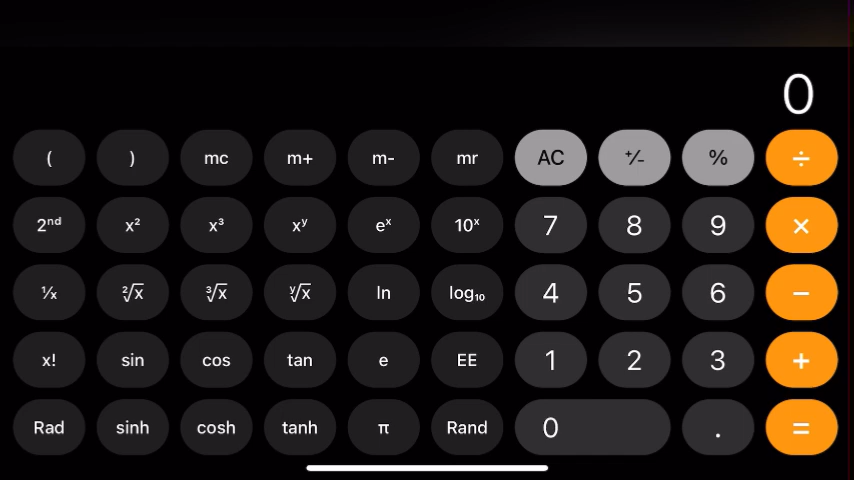 0
( ) mc m+ m- mr AC +/- % ÷
2ⁿᵈ x² x³ xʸ eˣ 10ˣ 7 8 9 ×
¹⁄ₓ ²√x ³√x ʸ√x ln log₁₀ 4 5 6 −
x! sin cos tan e EE 1 2 3 +
Rad sinh cosh tanh π Rand 0 . =